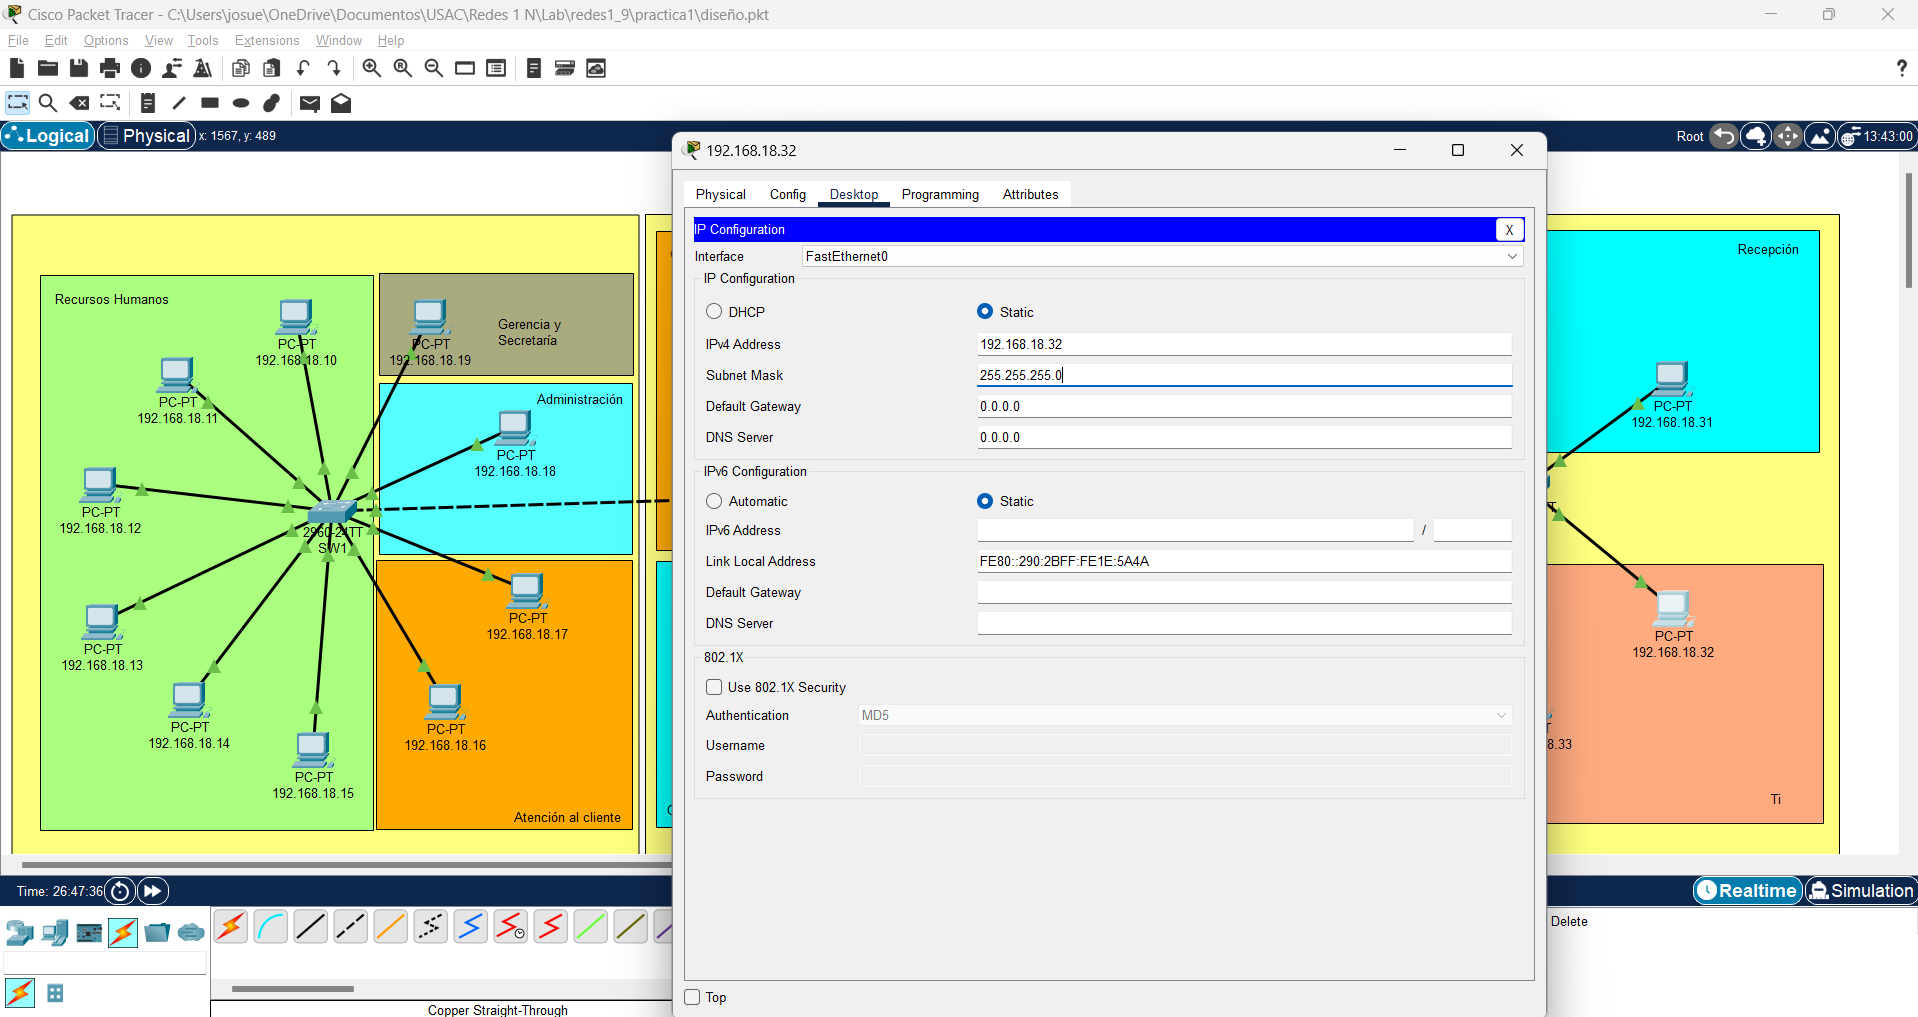 Cisco Packet Tracer - C:\Users\josue\OneDrive\Documentos\USAC\Redes 1 N\Lab\redes1_9\practica1\diseño.pkt
File Edit Options View Tools Extensions Window Help
?
Logical Physical x: 1567, y: 489
Root 13:43:00
Recursos Humanos
PC-PT
192.168.18.10
PC-PT
192.168.18.11
PC-PT
192.168.18.12
PC-PT
192.168.18.13
PC-PT
192.168.18.14
PC-PT
192.168.18.15
2960-24TT
SW1
Gerencia y
Secretaría
PC-PT
192.168.18.19
Administración
PC-PT
192.168.18.18
PC-PT
192.168.18.17
PC-PT
192.168.18.16
Atención al cliente
192.168.18.32
Physical Config Desktop Programming Attributes
IP Configuration
X
Interface FastEthernet0
IP Configuration
DHCP Static
IPv4 Address 192.168.18.32
Subnet Mask 255.255.255.0
Default Gateway 0.0.0.0
DNS Server 0.0.0.0
IPv6 Configuration
Automatic Static
IPv6 Address /
Link Local Address FE80::290:2BFF:FE1E:5A4A
Default Gateway
DNS Server
802.1X
Use 802.1X Security
Authentication MD5
Username
Password
Top
Recepción
PC-PT
192.168.18.31
PC-PT
192.168.18.32
8.33
Ti
Time: 26:47:36
Realtime Simulation
Delete
Copper Straight-Through